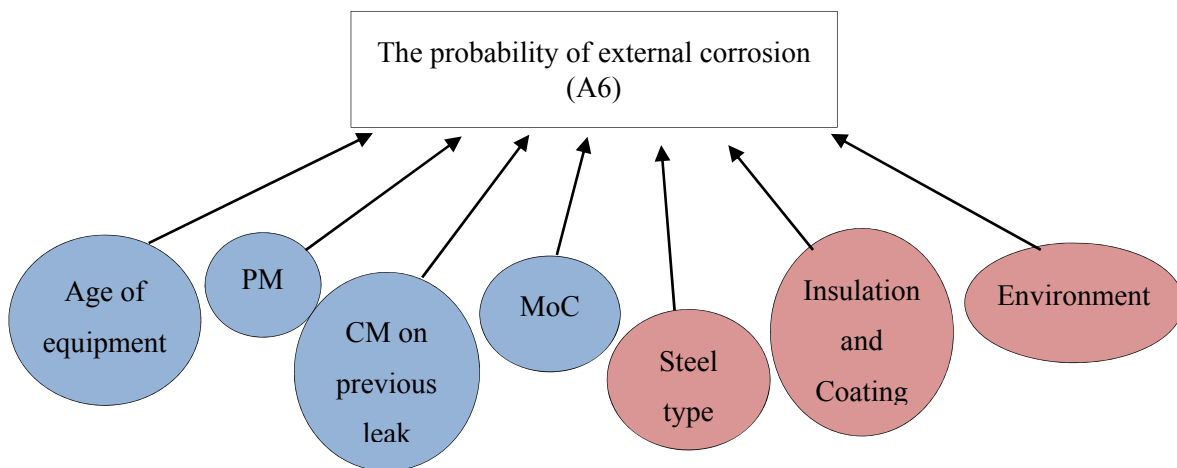 The probability of external corrosion
(A6)
Age of
equipment
PM
CM on
previous
leak
MoC
Steel
type
Insulation
and
Coating
Environment